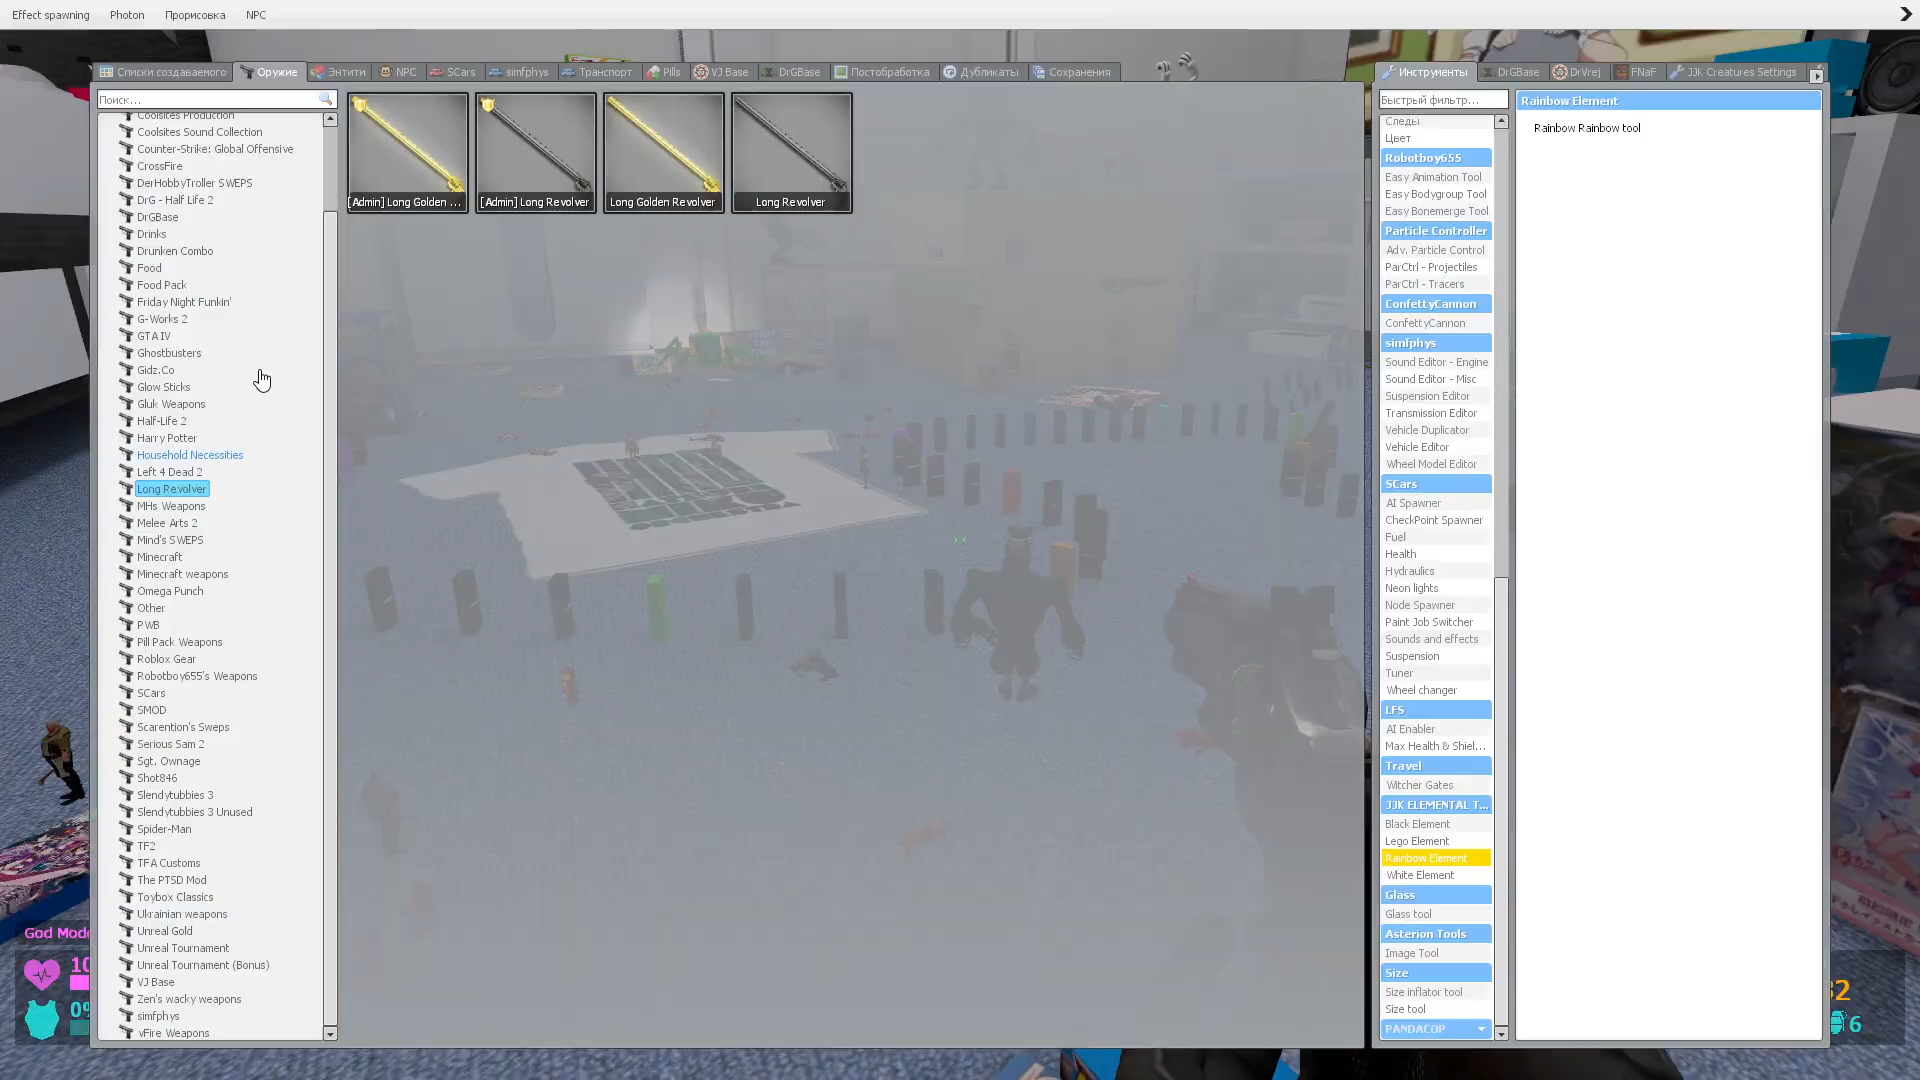 Effect spawning Photon Прорисовка NPC
Списки создаваемого Оружие Энтити NPC SCars simfphys Транспорт Pills VJ Base DrGBase Постобработка Дубликаты Сохранения
Инструменты DrGBase DrVrej FNaF JJK Creatures Settings
Поиск...
Coolsites Production
Coolsites Sound Collection
Counter-Strike: Global Offensive
CrossFire
DerHobbyTroller SWEPS
DrG - Half Life 2
DrGBase
Drinks
Drunken Combo
Food
Food Pack
Friday Night Funkin'
G-Works 2
GTA IV
Ghostbusters
Gidz.Co
Glow Sticks
Gluk Weapons
Half-Life 2
Harry Potter
Household Necessities
Left 4 Dead 2
Long Revolver
MHs Weapons
Melee Arts 2
Mind's SWEPS
Minecraft
Minecraft weapons
Omega Punch
Other
PWB
Pill Pack Weapons
Roblox Gear
Robotboy655's Weapons
SCars
SMOD
Scarention's Sweps
Serious Sam 2
Sgt. Ownage
Shot846
Slendytubbies 3
Slendytubbies 3 Unused
Spider-Man
TF2
TFA Customs
The PTSD Mod
Toybox Classics
Ukrainian weapons
Unreal Gold
Unreal Tournament
Unreal Tournament (Bonus)
VJ Base
Zen's wacky weapons
simfphys
vFire Weapons
[Admin] Long Golden ...
[Admin] Long Revolver
Long Golden Revolver
Long Revolver
Быстрый фильтр...
Следы
Цвет
Robotboy655
Easy Animation Tool
Easy Bodygroup Tool
Easy Bonemerge Tool
Particle Controller
Adv. Particle Control
ParCtrl - Projectiles
ParCtrl - Tracers
ConfettyCannon
ConfettyCannon
simfphys
Sound Editor - Engine
Sound Editor - Misc
Suspension Editor
Transmission Editor
Vehicle Duplicator
Vehicle Editor
Wheel Model Editor
SCars
AI Spawner
CheckPoint Spawner
Fuel
Health
Hydraulics
Neon lights
Node Spawner
Paint Job Switcher
Sounds and effects
Suspension
Tuner
Wheel changer
LFS
AI Enabler
Max Health & Shiel...
Travel
Witcher Gates
JJK ELEMENTAL T...
Black Element
Lego Element
Rainbow Element
White Element
Glass
Glass tool
Asterion Tools
Image Tool
Size
Size inflator tool
Size tool
PANDACOP
Rainbow Element
Rainbow Rainbow tool
God Mode
10
0%
32
6